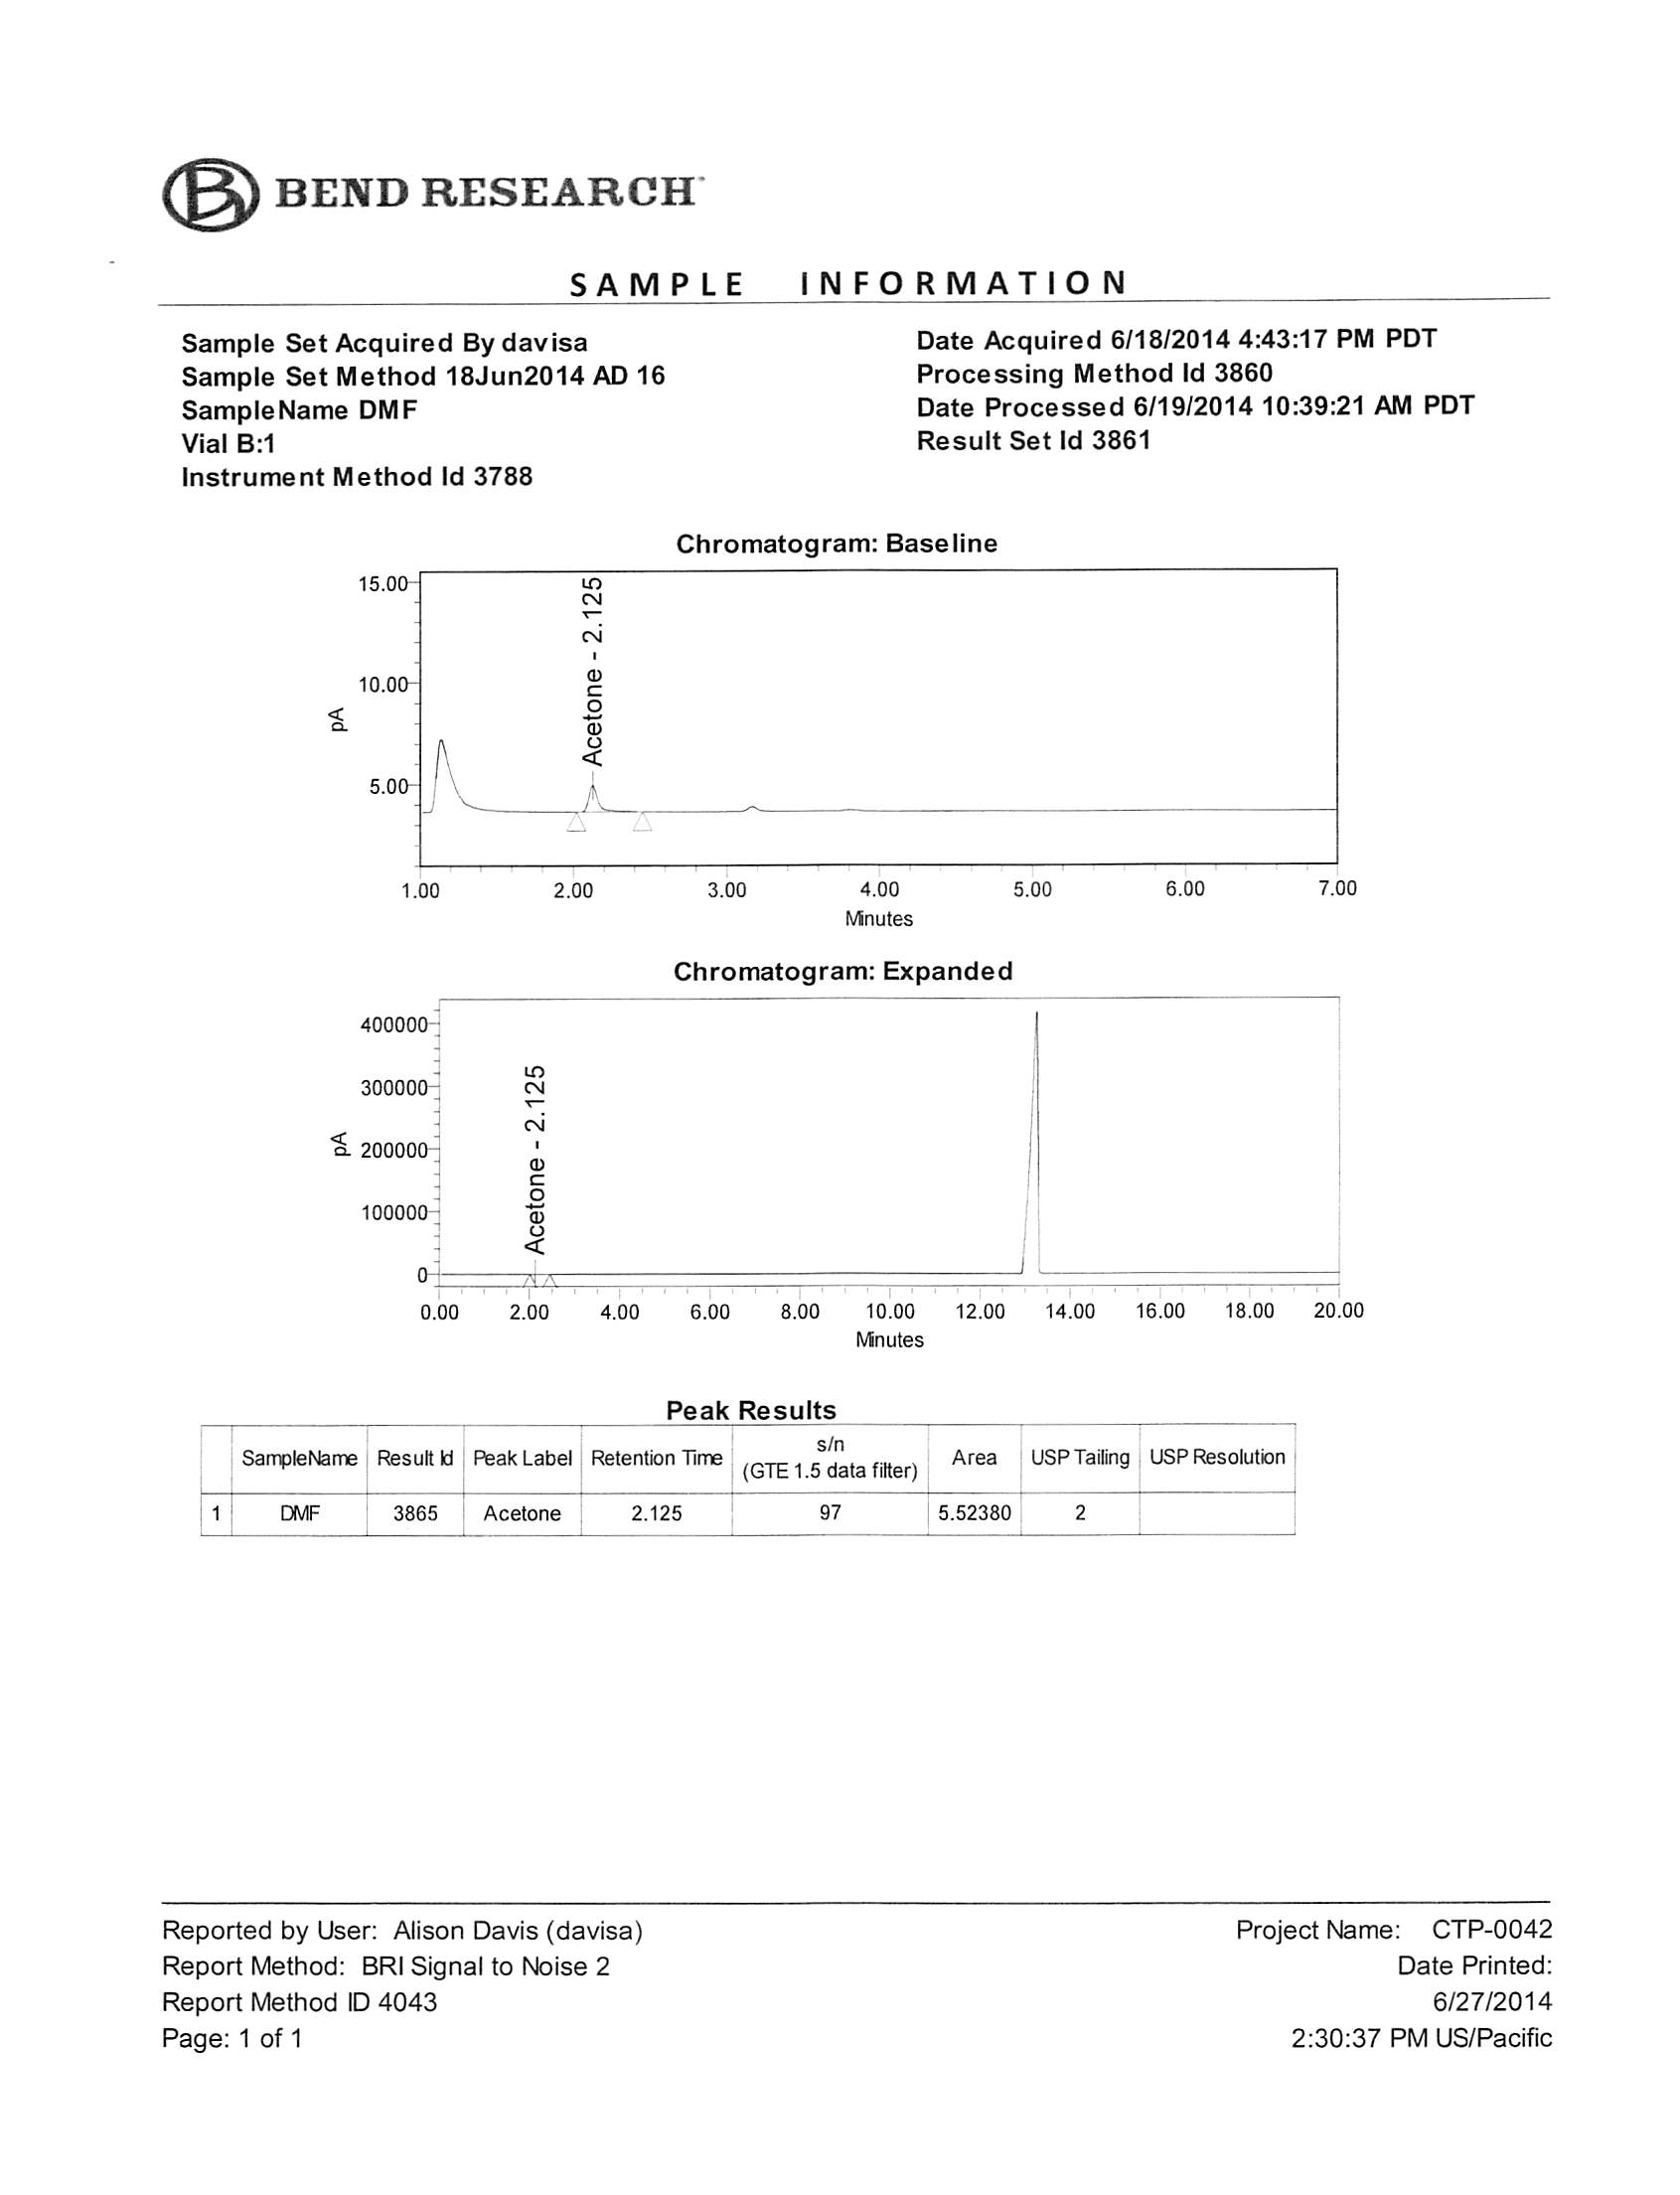 BEND RESEARCH
SAMPLE INFORMATION
Sample Set Acquired By davisa
Sample Set Method 18Jun2014 AD 16
SampleName DMF
Vial B:1
Instrument Method Id 3788
Date Acquired 6/18/2014 4:43:17 PM PDT
Processing Method Id 3860
Date Processed 6/19/2014 10:39:21 AM PDT
Result Set Id 3861
Chromatogram: Baseline
15.00
10.00
5.00
pA
Acetone - 2.125
1.00 2.00 3.00 4.00 5.00 6.00 7.00
Minutes
Chromatogram: Expanded
400000
300000
200000
100000
0
pA
Acetone - 2.125
0.00 2.00 4.00 6.00 8.00 10.00 12.00 14.00 16.00 18.00 20.00
Minutes
Peak Results
SampleName Result Id Peak Label Retention Time s/n (GTE 1.5 data filter) Area USP Tailing USP Resolution
1 DMF 3865 Acetone 2.125 97 5.52380 2
Reported by User: Alison Davis (davisa)
Report Method: BRI Signal to Noise 2
Report Method ID 4043
Page: 1 of 1
Project Name: CTP-0042
Date Printed:
6/27/2014
2:30:37 PM US/Pacific